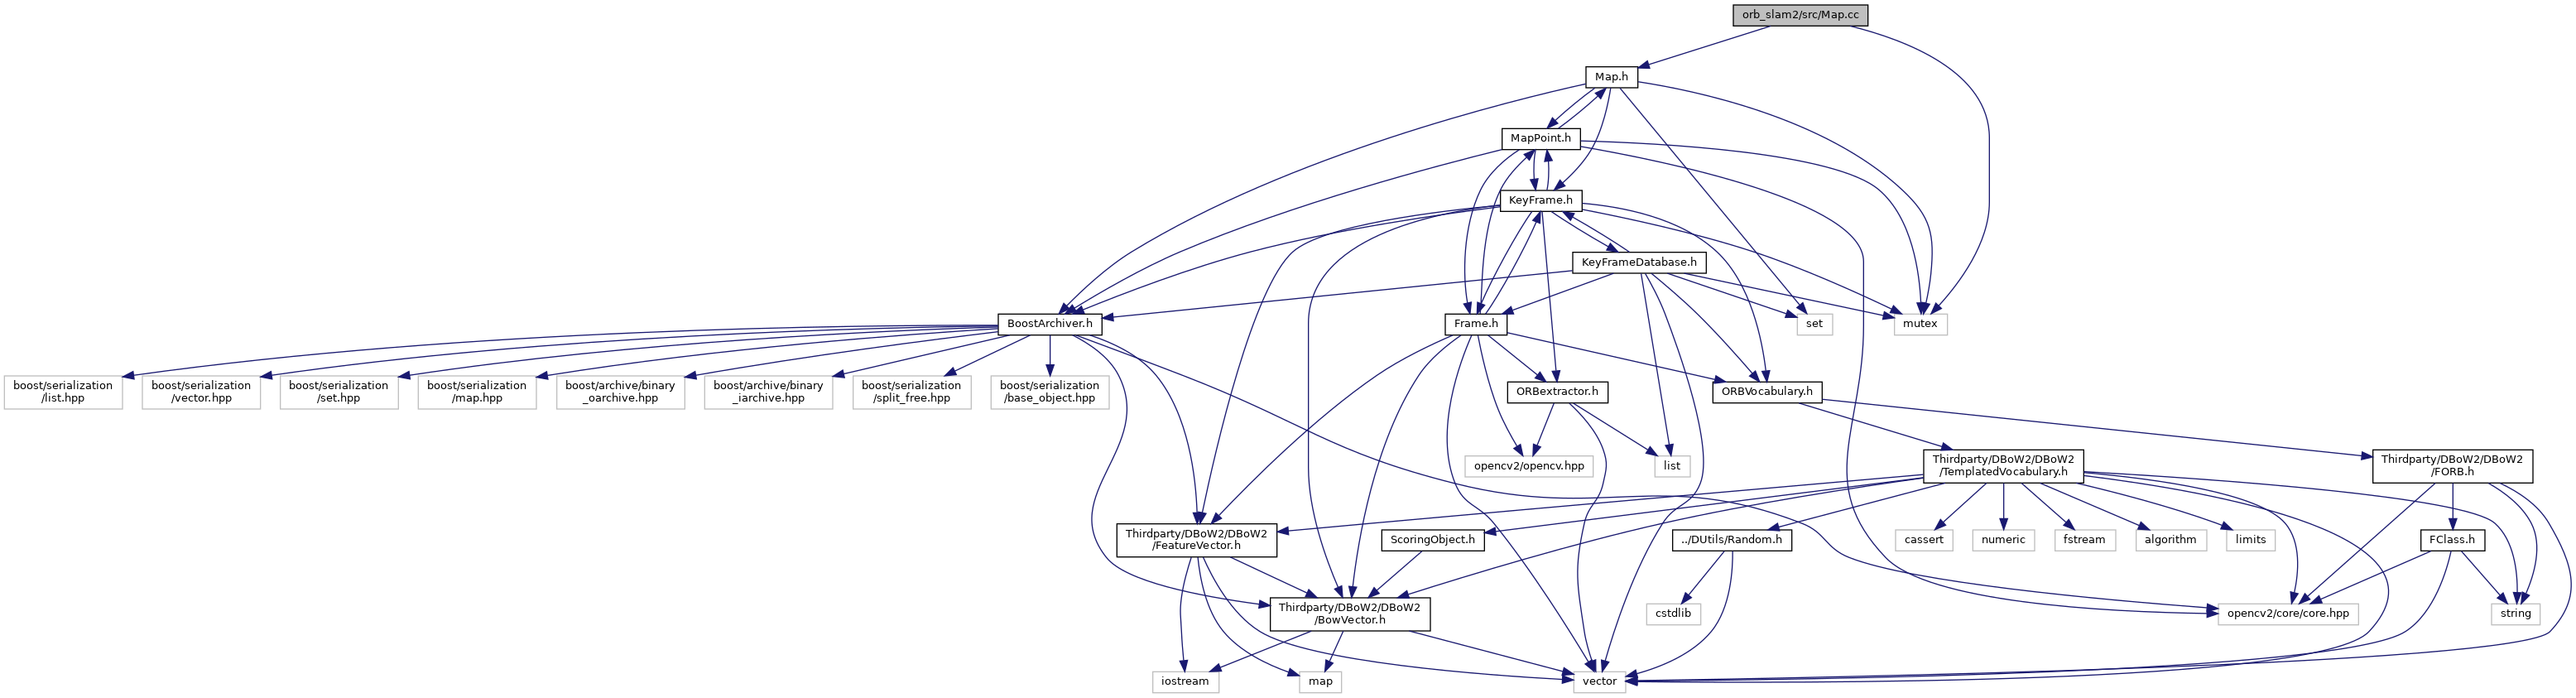 orb_slam2/src/Map.cc
Map.h
MapPoint.h
KeyFrame.h
KeyFrameDatabase.h
BoostArchiver.h
Frame.h
set
mutex
boost/serialization
/list.hpp
boost/serialization
/vector.hpp
boost/serialization
/set.hpp
boost/serialization
/map.hpp
boost/archive/binary
_oarchive.hpp
boost/archive/binary
_iarchive.hpp
boost/serialization
/split_free.hpp
boost/serialization
/base_object.hpp
ORBextractor.h
ORBVocabulary.h
opencv2/opencv.hpp
list
Thirdparty/DBoW2/DBoW2
/TemplatedVocabulary.h
Thirdparty/DBoW2/DBoW2
/FORB.h
Thirdparty/DBoW2/DBoW2
/FeatureVector.h
ScoringObject.h
../DUtils/Random.h
cassert
numeric
fstream
algorithm
limits
FClass.h
Thirdparty/DBoW2/DBoW2
/BowVector.h
cstdlib
opencv2/core/core.hpp
string
iostream
map
vector